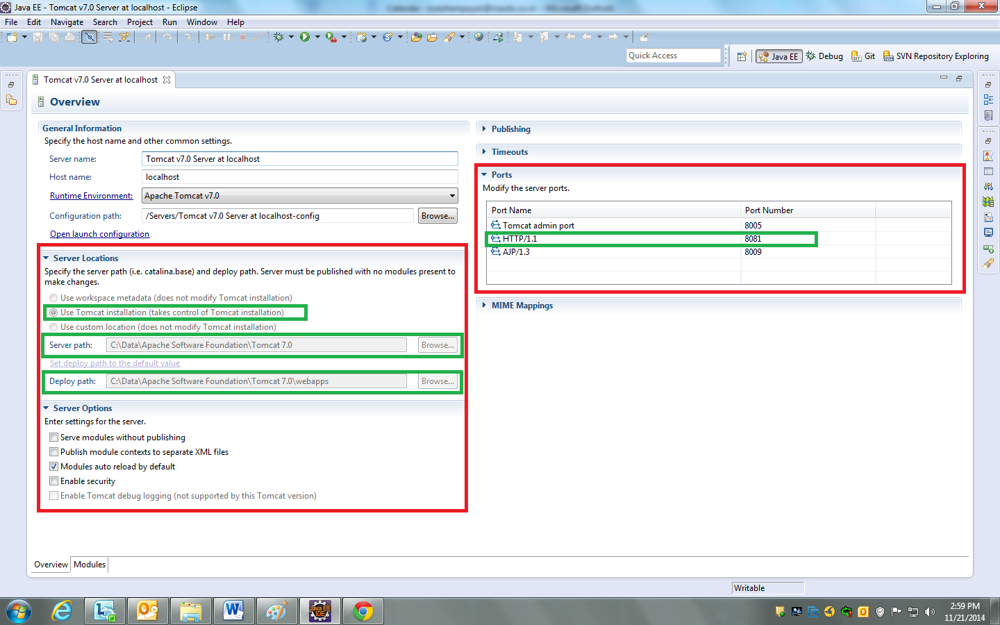 Java EE - Tomcat v7.0 Server at localhost - Eclipse
File Edit Navigate Search Project Run Window Help
Quick Access
Java EE Debug Git SVN Repository Exploring
Tomcat v7.0 Server at localhost
Overview
General Information
Specify the host name and other common settings.
Server name: Tomcat v7.0 Server at localhost
Host name: localhost
Runtime Environment: Apache Tomcat v7.0
Configuration path: /Servers/Tomcat v7.0 Server at localhost-config Browse...
Open launch configuration
Server Locations
Specify the server path (i.e. catalina.base) and deploy path. Server must be published with no modules present to
make changes.
Use workspace metadata (does not modify Tomcat installation)
Use Tomcat installation (takes control of Tomcat installation)
Use custom location (does not modify Tomcat installation)
Server path: C:\Data\Apache Software Foundation\Tomcat 7.0 Browse...
Set deploy path to the default value
Deploy path: C:\Data\Apache Software Foundation\Tomcat 7.0\webapps Browse...
Server Options
Enter settings for the server.
Serve modules without publishing
Publish module contexts to separate XML files
Modules auto reload by default
Enable security
Enable Tomcat debug logging (not supported by this Tomcat version)
Publishing
Timeouts
Ports
Modify the server ports.
Port Name Port Number
Tomcat admin port 8005
HTTP/1.1 8081
AJP/1.3 8009
MIME Mappings
Overview Modules
Writable
Java EE
IDE
2:59 PM
11/21/2014